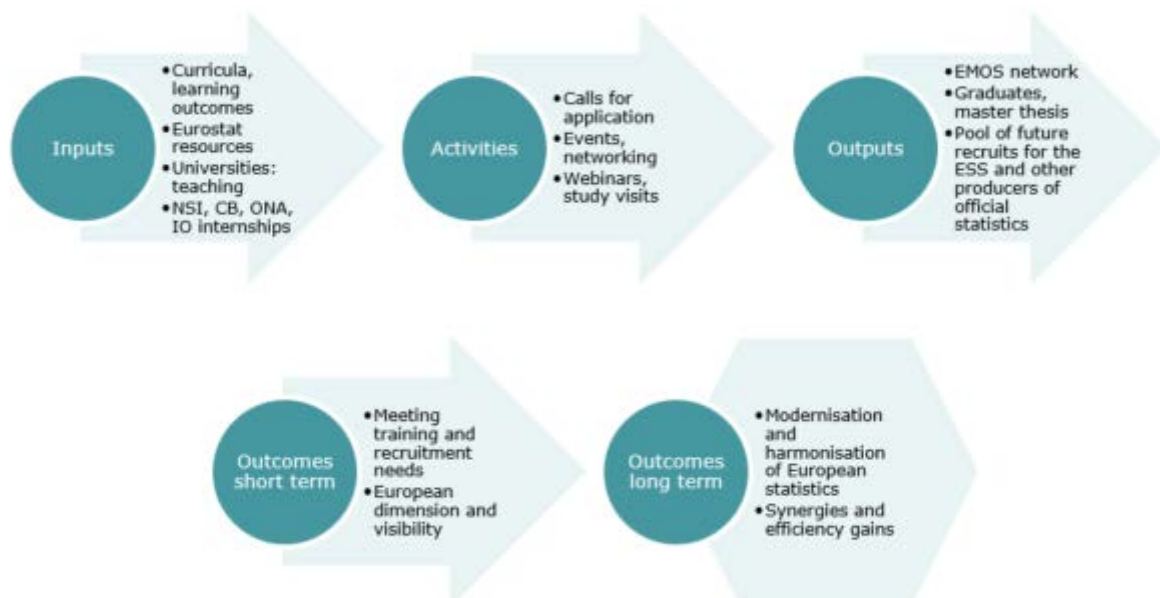 Inputs
•Curricula,
learning
outcomes
•Eurostat
resources
•Universities:
teaching
•NSI, CB, ONA,
IO internships
Activities
•Calls for
application
•Events,
networking
•Webinars,
study visits
Outputs
•EMOS network
•Graduates,
master thesis
•Pool of future
recruits for the
ESS and other
producers of
official
statistics
Outcomes
short term
•Meeting
training and
recruitment
needs
•European
dimension and
visibility
Outcomes
long term
•Modernisation
and
harmonisation
of European
statistics
•Synergies and
efficiency gains